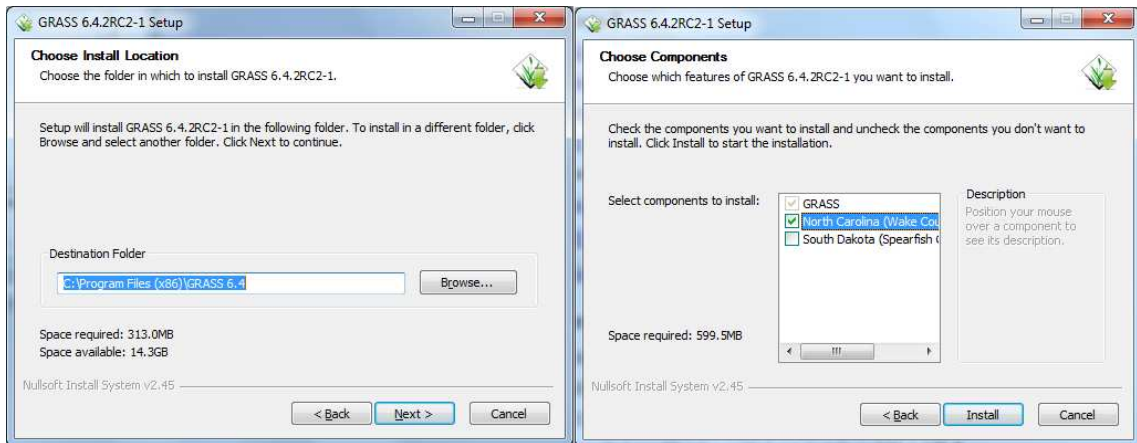 GRASS 6.4.2RC2-1 Setup
Choose Install Location
Choose the folder in which to install GRASS 6.4.2RC2-1.
Setup will install GRASS 6.4.2RC2-1 in the following folder. To install in a different folder, click
Browse and select another folder. Click Next to continue.
Destination Folder
C:\Program Files (x86)\GRASS 6.4
Browse...
Space required: 313.0MB
Space available: 14.3GB
Nullsoft Install System v2.45
< Back
Next >
Cancel
GRASS 6.4.2RC2-1 Setup
Choose Components
Choose which features of GRASS 6.4.2RC2-1 you want to install.
Check the components you want to install and uncheck the components you don't want to
install. Click Install to start the installation.
Select components to install:
GRASS
North Carolina (Wake Cou
South Dakota (Spearfish
Description
Position your mouse
over a component to
see its description.
Space required: 599.5MB
Nullsoft Install System v2.45
< Back
Install
Cancel